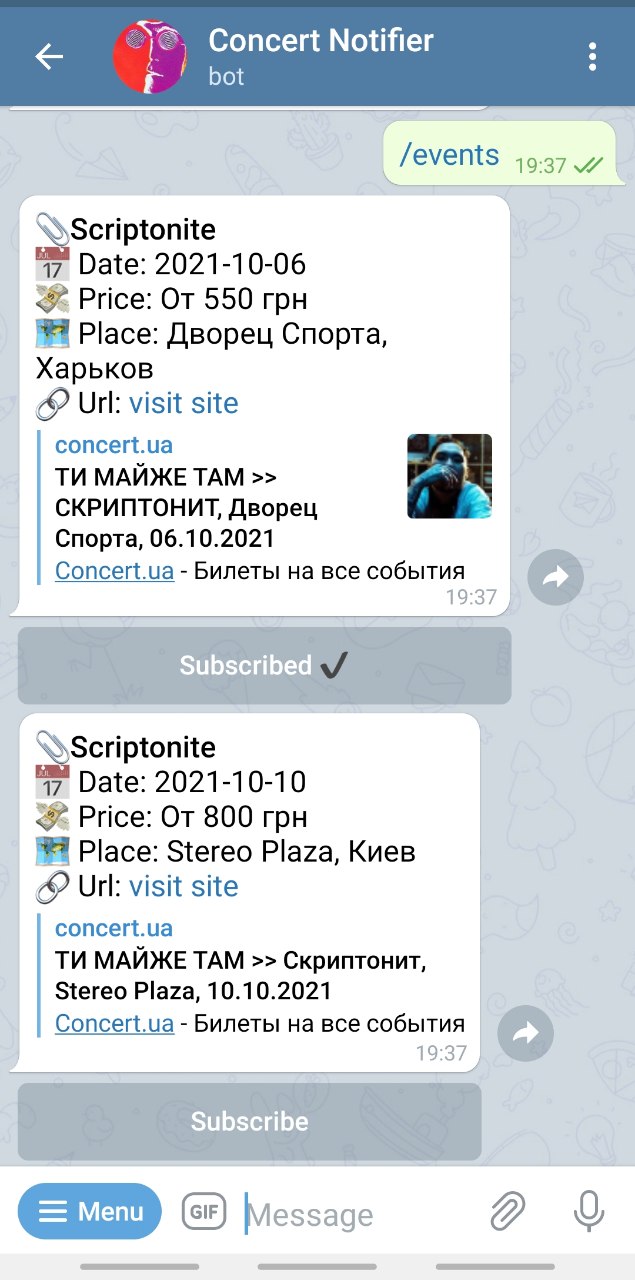 Concert Notifier
bot
/events 19:37
Scriptonite
JUL 17 Date: 2021-10-06
Price: От 550 грн
Place: Дворец Спорта,
Харьков
Url: visit site
concert.ua
ТИ МАЙЖЕ ТАМ >>
СКРИПТОНИТ, Дворец
Спорта, 06.10.2021
Concert.ua - Билеты на все события
19:37
Subscribed
Scriptonite
JUL 17 Date: 2021-10-10
Price: От 800 грн
Place: Stereo Plaza, Киев
Url: visit site
concert.ua
ТИ МАЙЖЕ ТАМ >> Скриптонит,
Stereo Plaza, 10.10.2021
Concert.ua - Билеты на все события
19:37
Subscribe
Menu GIF Message